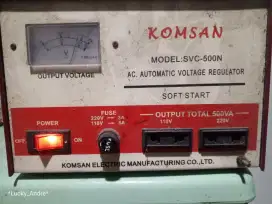 KOMSAN
MODEL:SVC-500N
AC. AUTOMATIC VOLTAGE REGULATOR
SOFT START
OUTPUT VOLTAGE
V
POWER
OFF
ON
FUSE
220V
110V
OUTPUT TOTAL 500VA
110V
220V
KOMSAN ELECTRIC MANUFACTURING CO.,LTD.